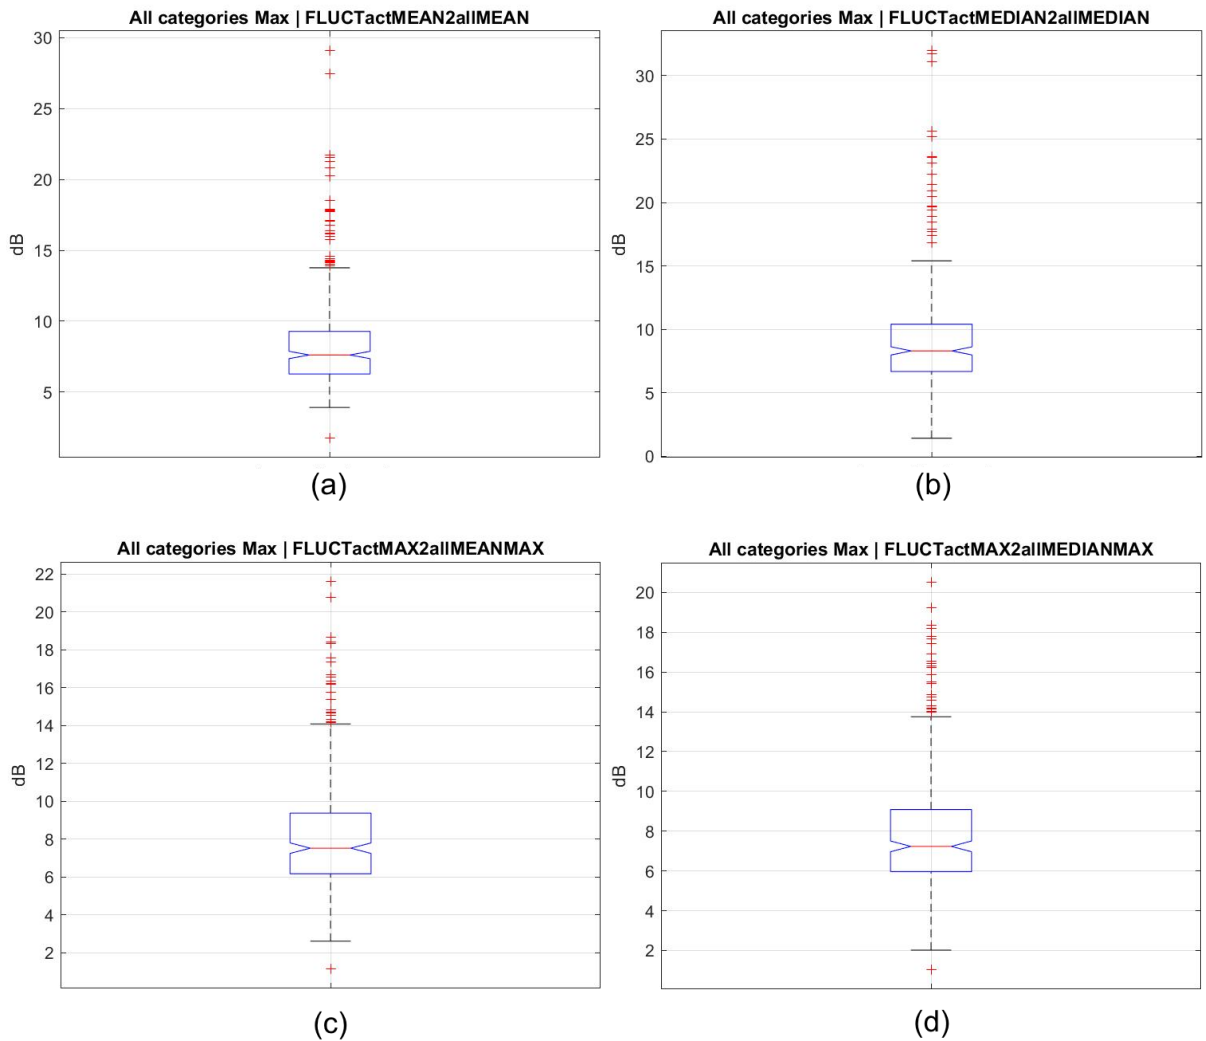 All categories Max | FLUCTactMEAN2allMEAN
30
25
20
15
10
5
dB
(a)
All categories Max | FLUCTactMEDIAN2allMEDIAN
30
25
20
15
10
5
0
dB
(b)
All categories Max | FLUCTactMAX2allMEANMAX
22
20
18
16
14
12
10
8
6
4
2
dB
(c)
All categories Max | FLUCTactMAX2allMEDIANMAX
20
18
16
14
12
10
8
6
4
2
dB
(d)